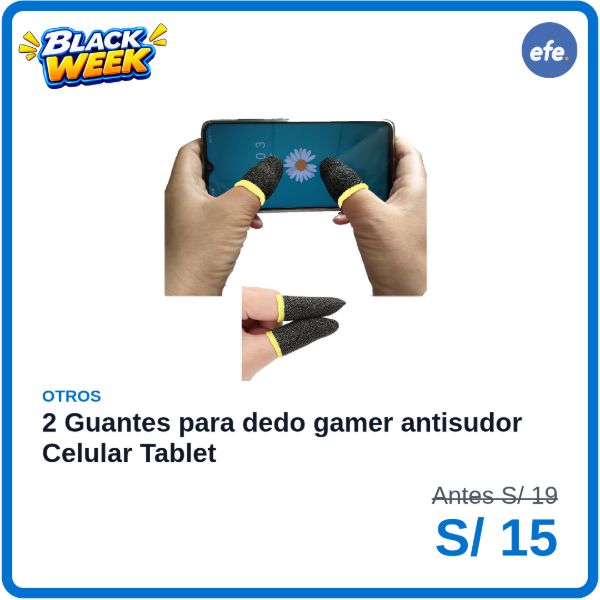 BLACK
WEEK
efe.
OTROS
2 Guantes para dedo gamer antisudor
Celular Tablet
Antes S/ 19
S/ 15